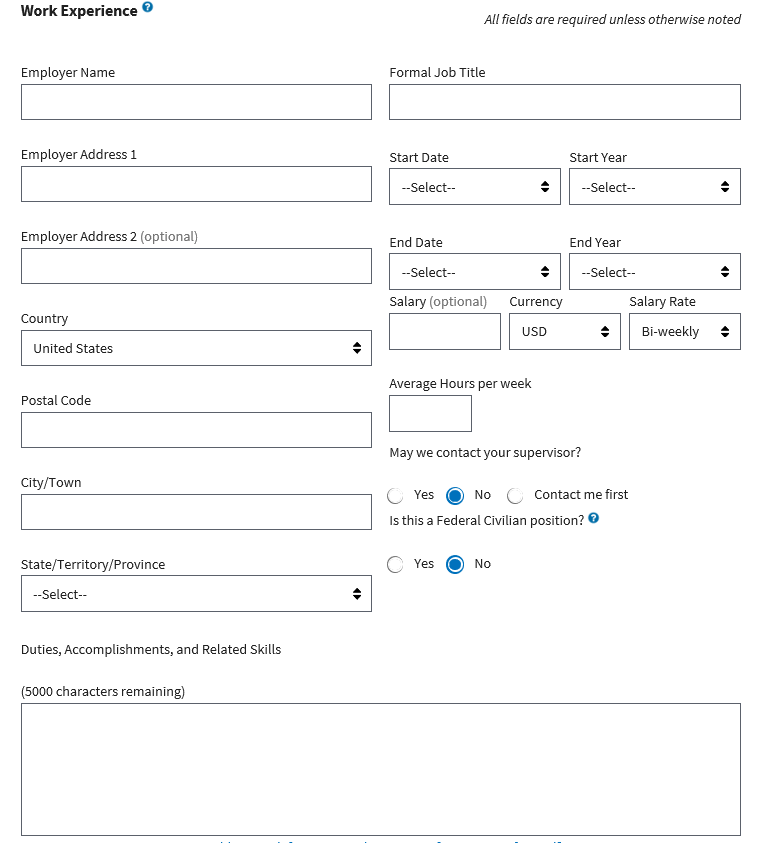 Work Experience ?
All fields are required unless otherwise noted
Employer Name
Formal Job Title
Employer Address 1
Start Date
Start Year
--Select--
--Select--
Employer Address 2 (optional)
End Date
End Year
--Select--
--Select--
Salary (optional)
Currency
Salary Rate
USD
Bi-weekly
Country
United States
Average Hours per week
Postal Code
May we contact your supervisor?
City/Town
Yes
No
Contact me first
Is this a Federal Civilian position? ?
State/Territory/Province
Yes
No
--Select--
Duties, Accomplishments, and Related Skills
(5000 characters remaining)